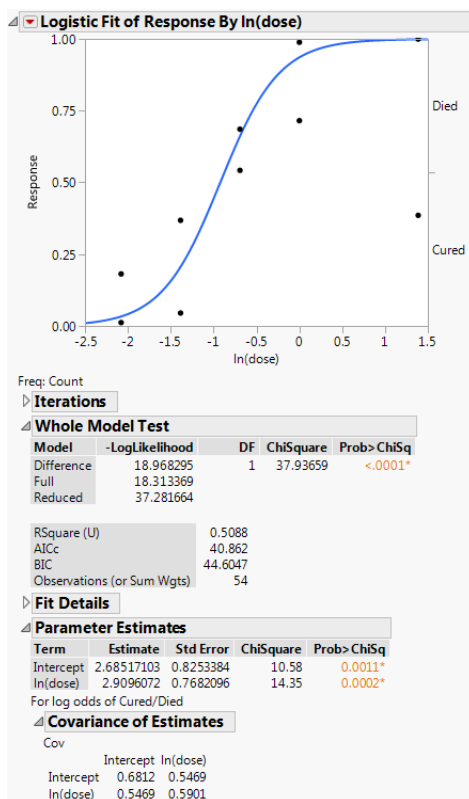 Logistic Fit of Response By ln(dose)
1.00
0.75
0.50
0.25
0.00
Response
Died
Cured
-2.5 -2 -1.5 -1 -0.5 0 0.5 1 1.5
ln(dose)
Freq: Count
Iterations
Whole Model Test
Model -LogLikelihood DF ChiSquare Prob>ChiSq
Difference 18.968295 1 37.93659 <.0001*
Full 18.313369
Reduced 37.281664
RSquare (U) 0.5088
AICc 40.862
BIC 44.6047
Observations (or Sum Wgts) 54
Fit Details
Parameter Estimates
Term Estimate Std Error ChiSquare Prob>ChiSq
Intercept 2.68517103 0.8253384 10.58 0.0011*
ln(dose) 2.9096072 0.7682096 14.35 0.0002*
For log odds of Cured/Died
Covariance of Estimates
Cov
Intercept ln(dose)
Intercept 0.6812 0.5469
ln(dose) 0.5469 0.5901